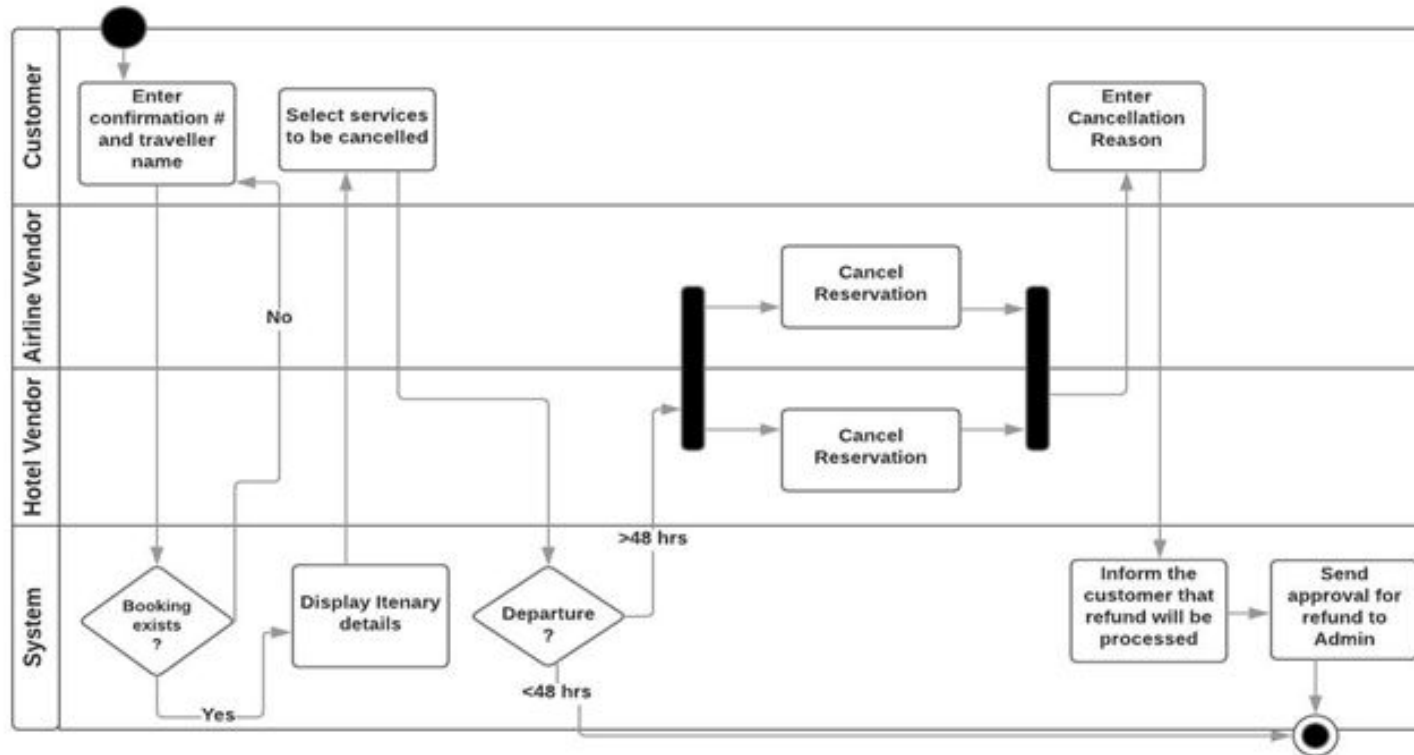 Customer
Enter
confirmation #
and traveller
name
Select services
to be cancelled
Enter
Cancellation
Reason
Airline Vendor
No
Cancel
Reservation
Hotel Vendor
Cancel
Reservation
System
Booking
exists
?
Yes
Display Itenary
details
Departure
?
>48 hrs
<48 hrs
Inform the
customer that
refund will be
processed
Send
approval for
refund to
Admin